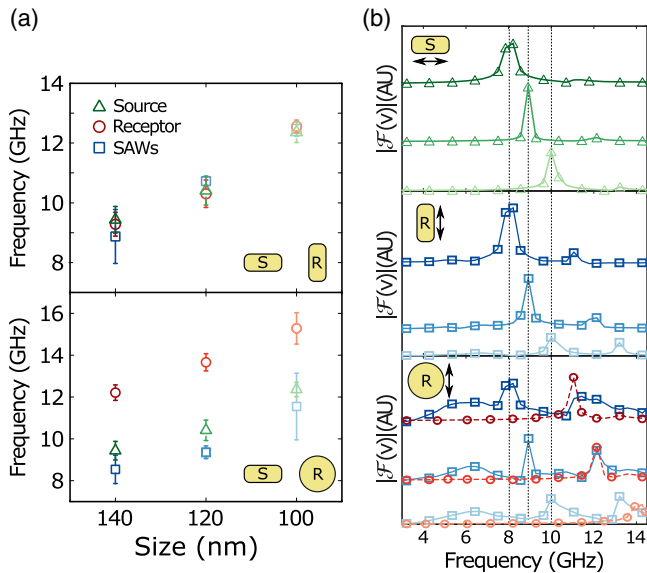 (a)
Frequency (GHz)
14
12
10
8
Source
Receptor
SAWs
S
R
Frequency (GHz)
16
14
12
10
8
S
R
140
120
100
Size (nm)
(b)
|ℱ(ν)|(AU)
S
|ℱ(ν)|(AU)
R
|ℱ(ν)|(AU)
R
4 6 8 10 12 14
Frequency (GHz)